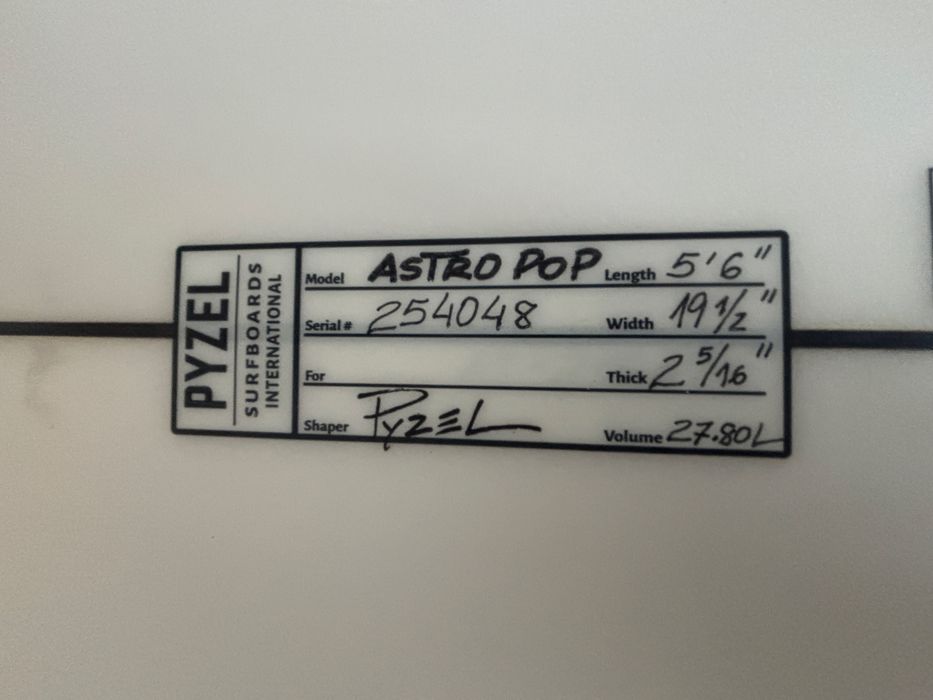 PYZEL
SURFBOARDS
INTERNATIONAL
Model ASTRO POP Length 5'6"
Serial # 254048 Width 19 1/2"
For Thick 2 5/16"
Shaper PYZEL Volume 27.80L